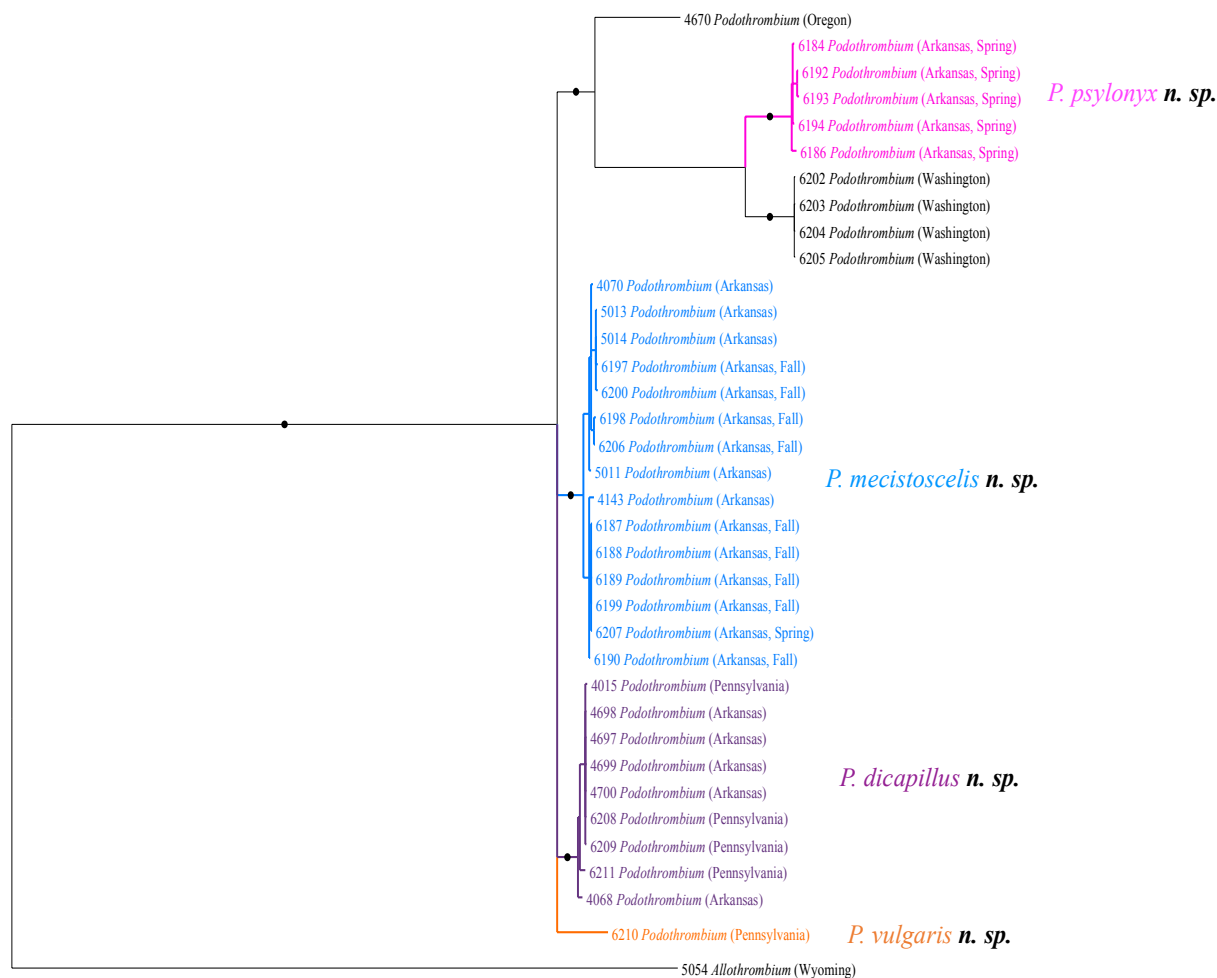 4670 Podothrombium (Oregon)
6184 Podothrombium (Arkansas, Spring)
6192 Podothrombium (Arkansas, Spring)
6193 Podothrombium (Arkansas, Spring)
6194 Podothrombium (Arkansas, Spring)
6186 Podothrombium (Arkansas, Spring)
P. psylonyx n. sp.
6202 Podothrombium (Washington)
6203 Podothrombium (Washington)
6204 Podothrombium (Washington)
6205 Podothrombium (Washington)
4070 Podothrombium (Arkansas)
5013 Podothrombium (Arkansas)
5014 Podothrombium (Arkansas)
6197 Podothrombium (Arkansas, Fall)
6200 Podothrombium (Arkansas, Fall)
6198 Podothrombium (Arkansas, Fall)
6206 Podothrombium (Arkansas, Fall)
5011 Podothrombium (Arkansas)
4143 Podothrombium (Arkansas)
6187 Podothrombium (Arkansas, Fall)
6188 Podothrombium (Arkansas, Fall)
6189 Podothrombium (Arkansas, Fall)
6199 Podothrombium (Arkansas, Fall)
6207 Podothrombium (Arkansas, Spring)
6190 Podothrombium (Arkansas, Fall)
P. mecistoscelis n. sp.
4015 Podothrombium (Pennsylvania)
4698 Podothrombium (Arkansas)
4697 Podothrombium (Arkansas)
4699 Podothrombium (Arkansas)
4700 Podothrombium (Arkansas)
6208 Podothrombium (Pennsylvania)
6209 Podothrombium (Pennsylvania)
6211 Podothrombium (Pennsylvania)
4068 Podothrombium (Arkansas)
P. dicapillus n. sp.
6210 Podothrombium (Pennsylvania)
P. vulgaris n. sp.
5054 Allothrombium (Wyoming)